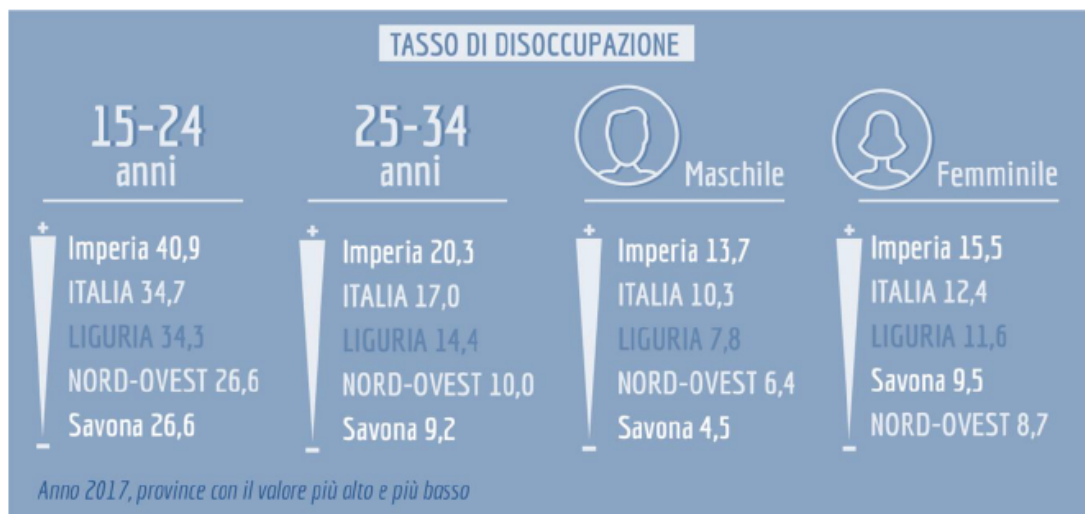 TASSO DI DISOCCUPAZIONE
15-24
anni
+
Imperia 40,9
ITALIA 34,7
LIGURIA 34,3
NORD-OVEST 26,6
Savona 26,6
-
25-34
anni
+
Imperia 20,3
ITALIA 17,0
LIGURIA 14,4
NORD-OVEST 10,0
Savona 9,2
-
Maschile
+
Imperia 13,7
ITALIA 10,3
LIGURIA 7,8
NORD-OVEST 6,4
Savona 4,5
-
Femminile
+
Imperia 15,5
ITALIA 12,4
LIGURIA 11,6
Savona 9,5
NORD-OVEST 8,7
-
Anno 2017, province con il valore più alto e più basso